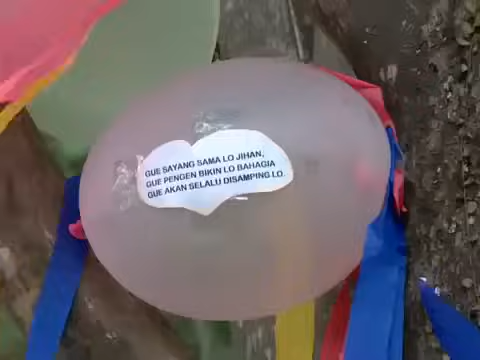 GUE SAYANG SAMA LO JIHAN,
GUE PENGEN BIKIN LO BAHAGIA
GUE AKAN SELALU DISAMPING LO.